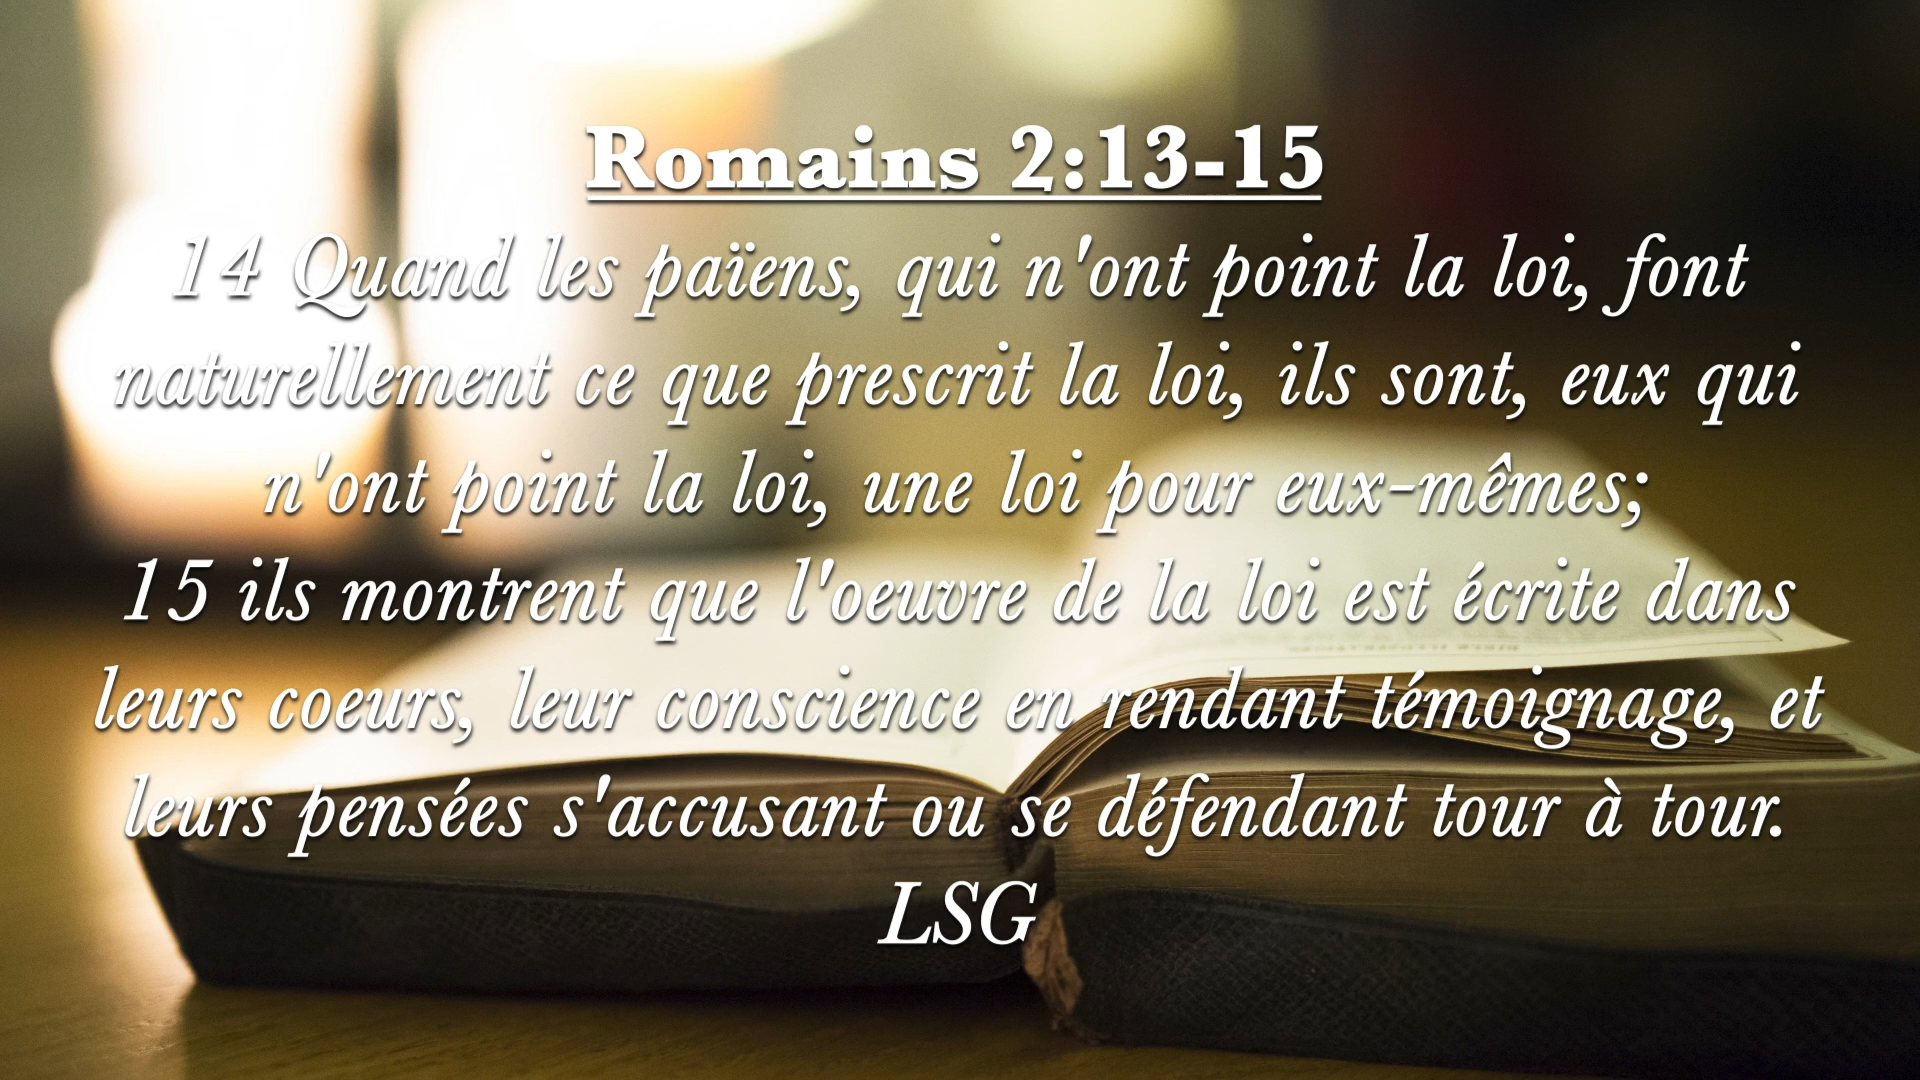 Romains 2:13-15
14 Quand les païens, qui n'ont point la loi, font
naturellement ce que prescrit la loi, ils sont, eux qui
n'ont point la loi, une loi pour eux-mêmes;
15 ils montrent que l'oeuvre de la loi est écrite dans
leurs coeurs, leur conscience en rendant témoignage, et
leurs pensées s'accusant ou se défendant tour à tour.
LSG